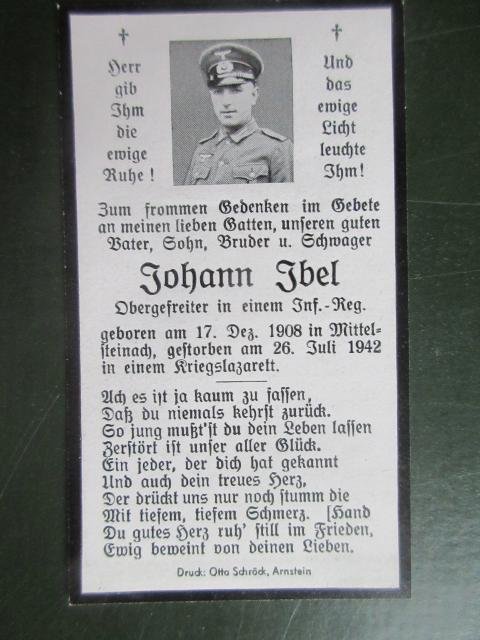 Herr
gib
Ihm
die
ewige
Ruhe!
Und
das
ewige
Licht
leuchte
Ihm!
Zum frommen Gedenken im Gebete
an meinen lieben Gatten, unseren guten
Vater, Sohn, Bruder u. Schwager
Johann Ibel
Obergefreiter in einem Inf.-Reg.
geboren am 17. Dez. 1908 in Mittel-
steinach, gestorben am 26. Juli 1942
in einem Kriegslazarett.
Ach es ist ja kaum zu fassen,
Daß du niemals kehrst zurück.
So jung mußt'st du dein Leben lassen
Zerstört ist unser aller Glück.
Ein jeder, der dich hat gekannt
Und auch dein treues Herz,
Der drückt uns nur noch stumm die
Mit tiefem, tiefem Schmerz. [Hand
Du gutes Herz ruh' still im Frieden,
Ewig beweint von deinen Lieben.
Druck: Otto Schröck, Arnstein